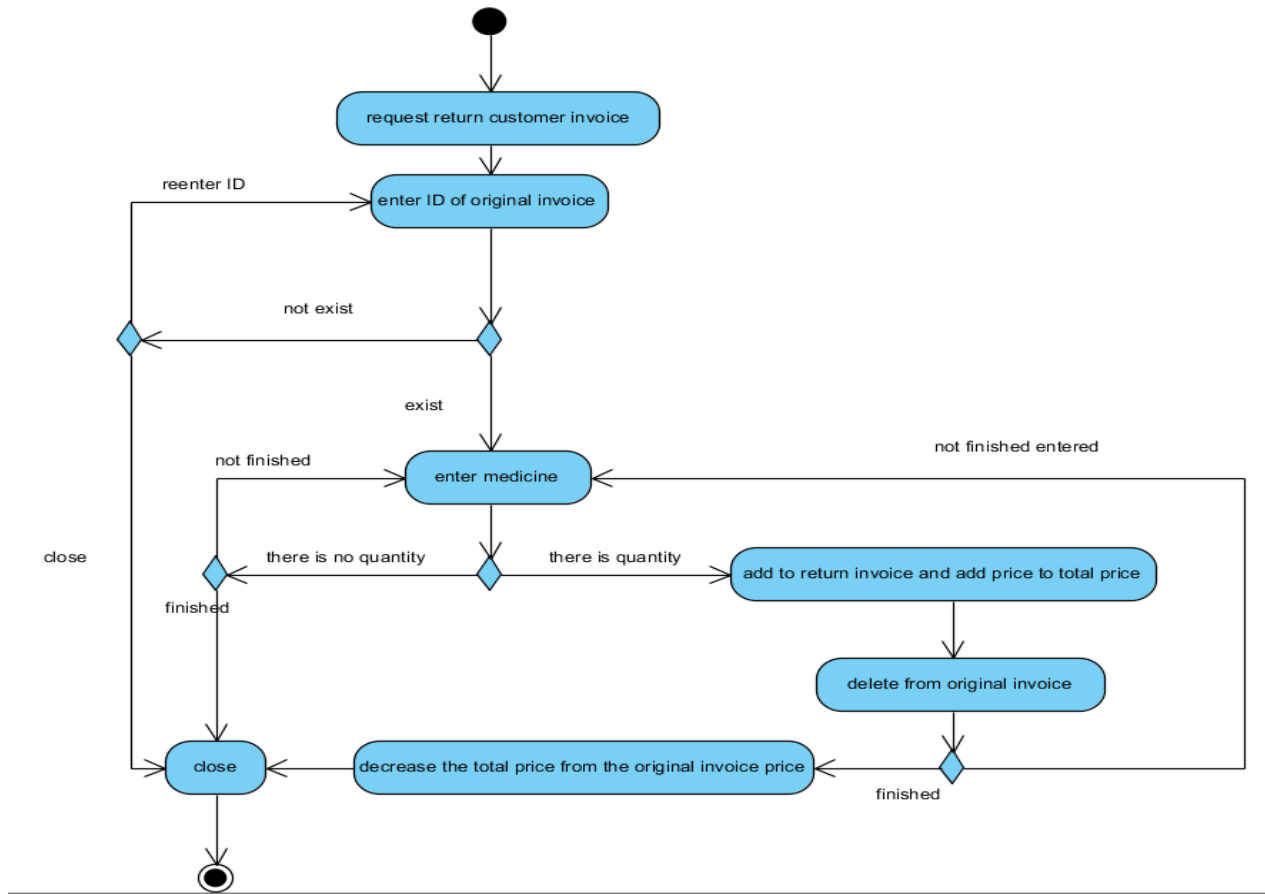 request return customer invoice
reenter ID
enter ID of original invoice
not exist
exist
not finished entered
not finished
enter medicine
close
there is no quantity
there is quantity
add to return invoice and add price to total price
finished
delete from original invoice
close
decrease the total price from the original invoice price
finished